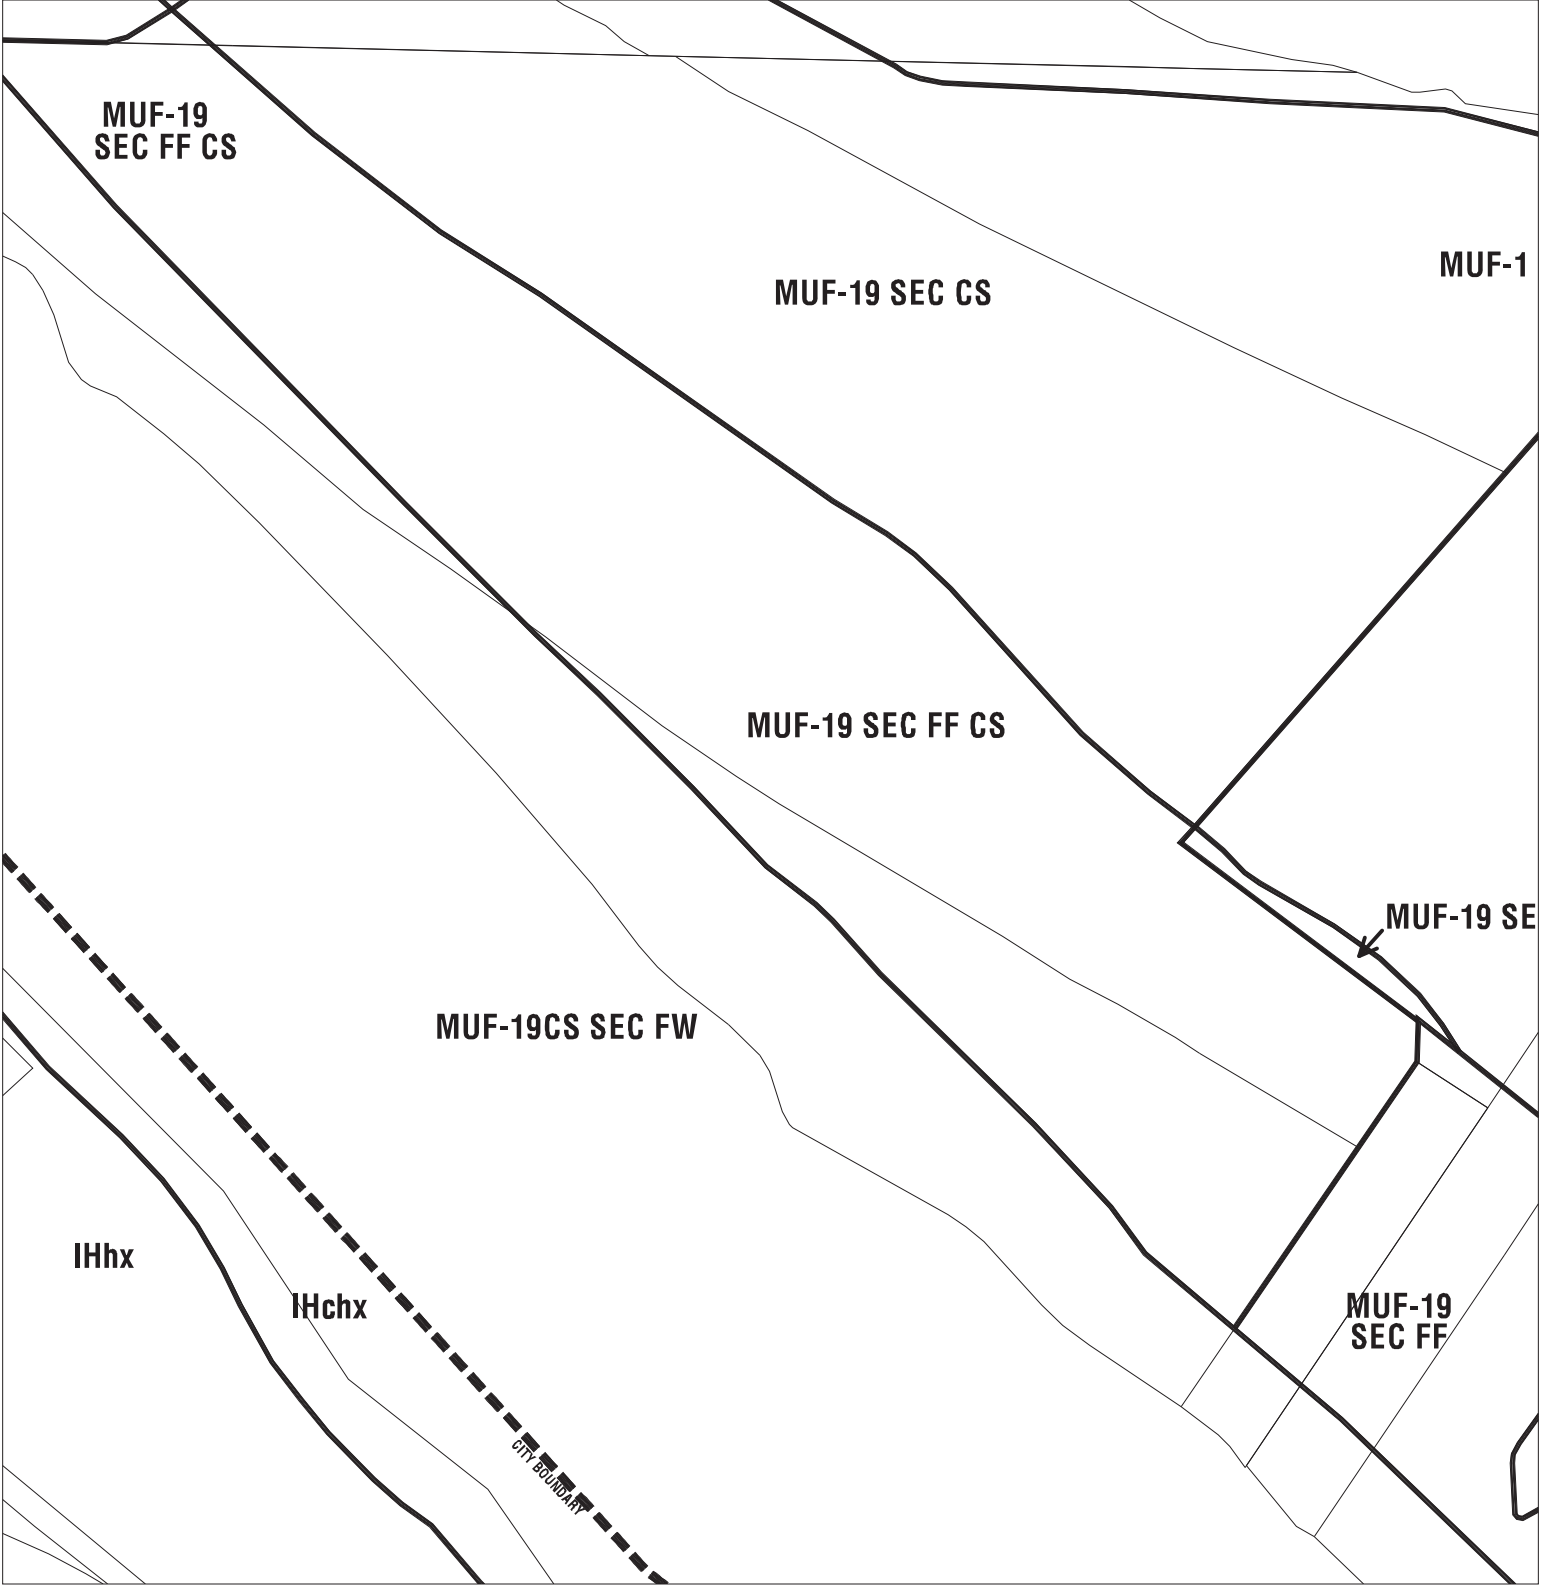 MUF-19
SEC FF CS
MUF-1
MUF-19 SEC CS
MUF-19 SEC FF CS
MUF-19 SE
MUF-19CS SEC FW
IHhx
IHchx
MUF-19
SEC FF
CITY BOUNDARY